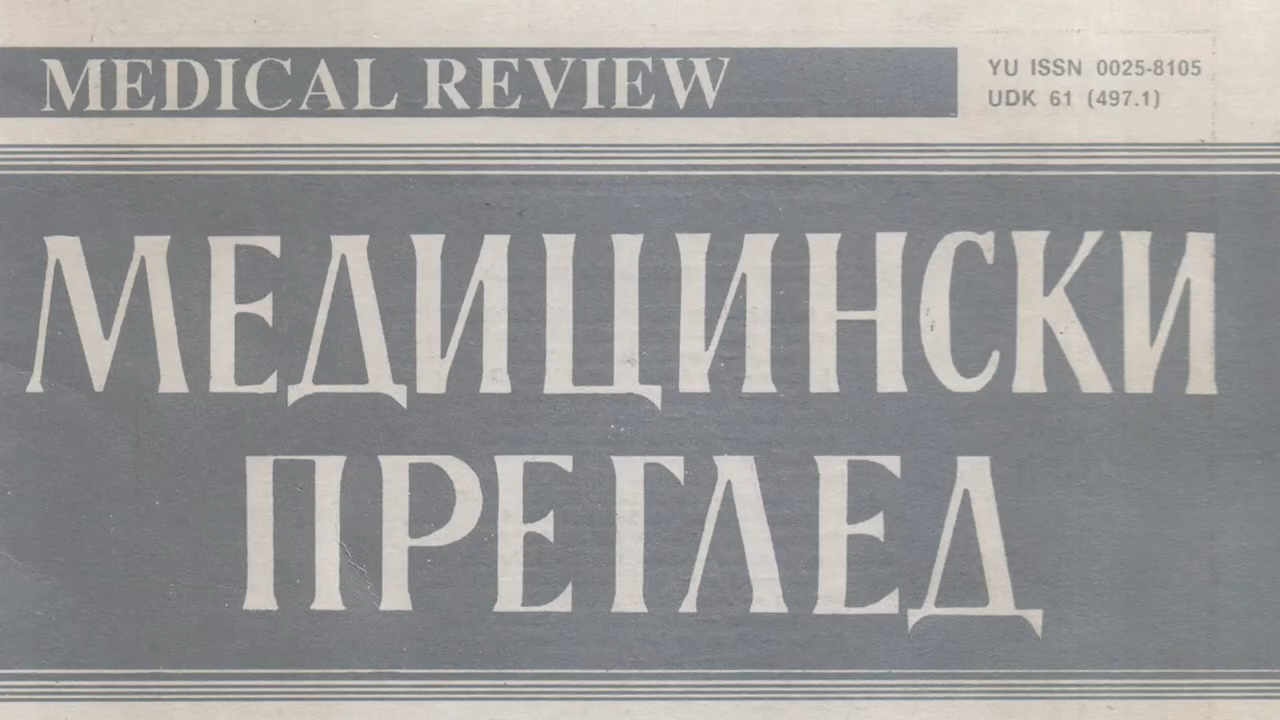 MEDICAL REVIEW
YU ISSN 0025-8105
UDK 61 (497.1)
МЕДИЦИНСКИ
ПРЕГЛЕД